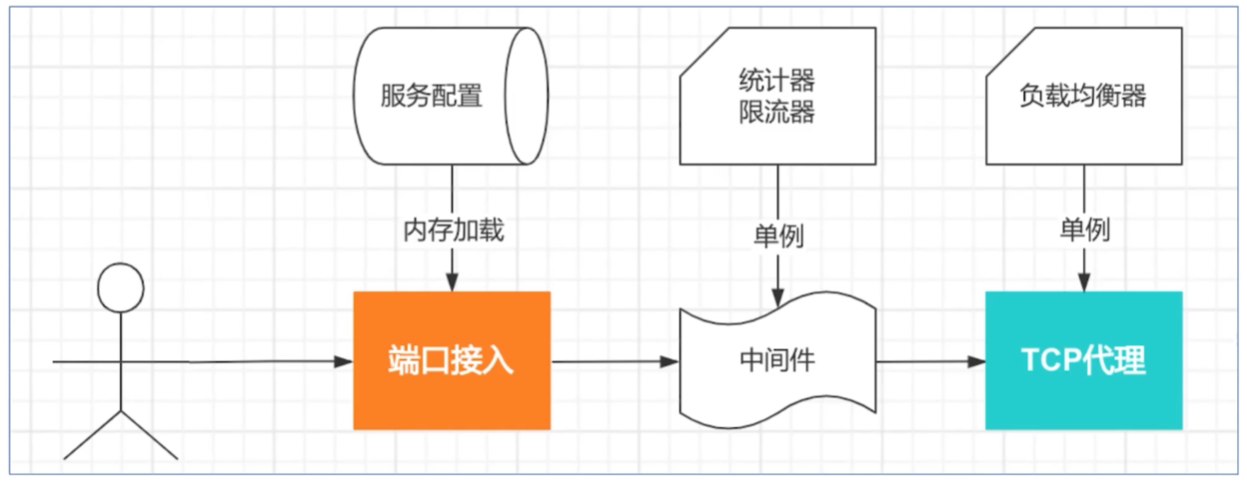 服务配置
统计器
限流器
负载均衡器
内存加载
单例
单例
端口接入
中间件
TCP代理